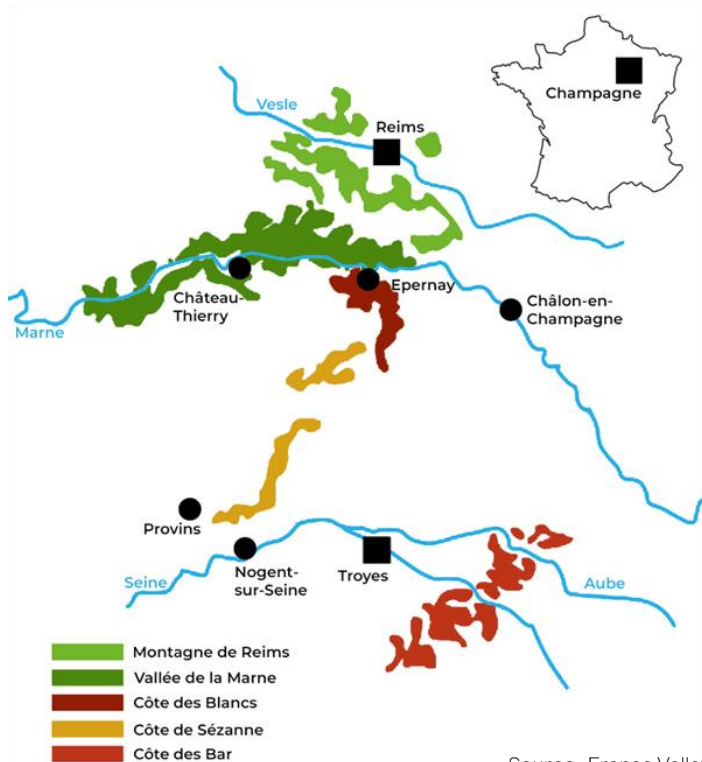 Vesle
Reims
Champagne
Château-
Thierry
Epernay
Châlon-en-
Champagne
Marne
Provins
Nogent-
sur-Seine
Troyes
Seine
Aube
Montagne de Reims
Vallée de la Marne
Côte des Blancs
Côte de Sézanne
Côte des Bar